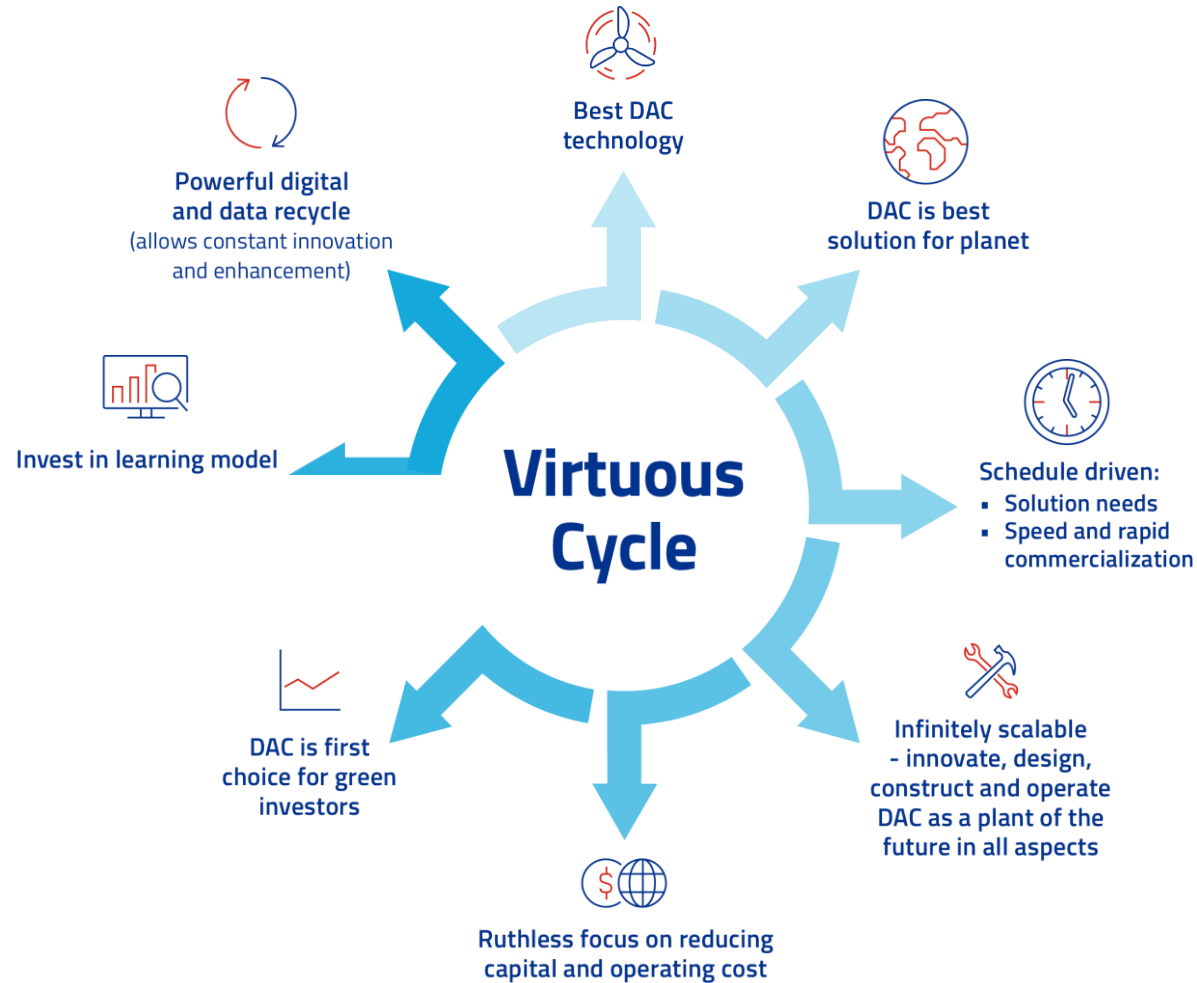 Best DAC
technology
DAC is best
solution for planet
Schedule driven:
▪ Solution needs
▪ Speed and rapid
commercialization
Infinitely scalable
- innovate, design,
construct and operate
DAC as a plant of the
future in all aspects
Ruthless focus on reducing
capital and operating cost
DAC is first
choice for green
investors
Invest in learning model
Powerful digital
and data recycle
(allows constant innovation
and enhancement)
Virtuous
Cycle
$